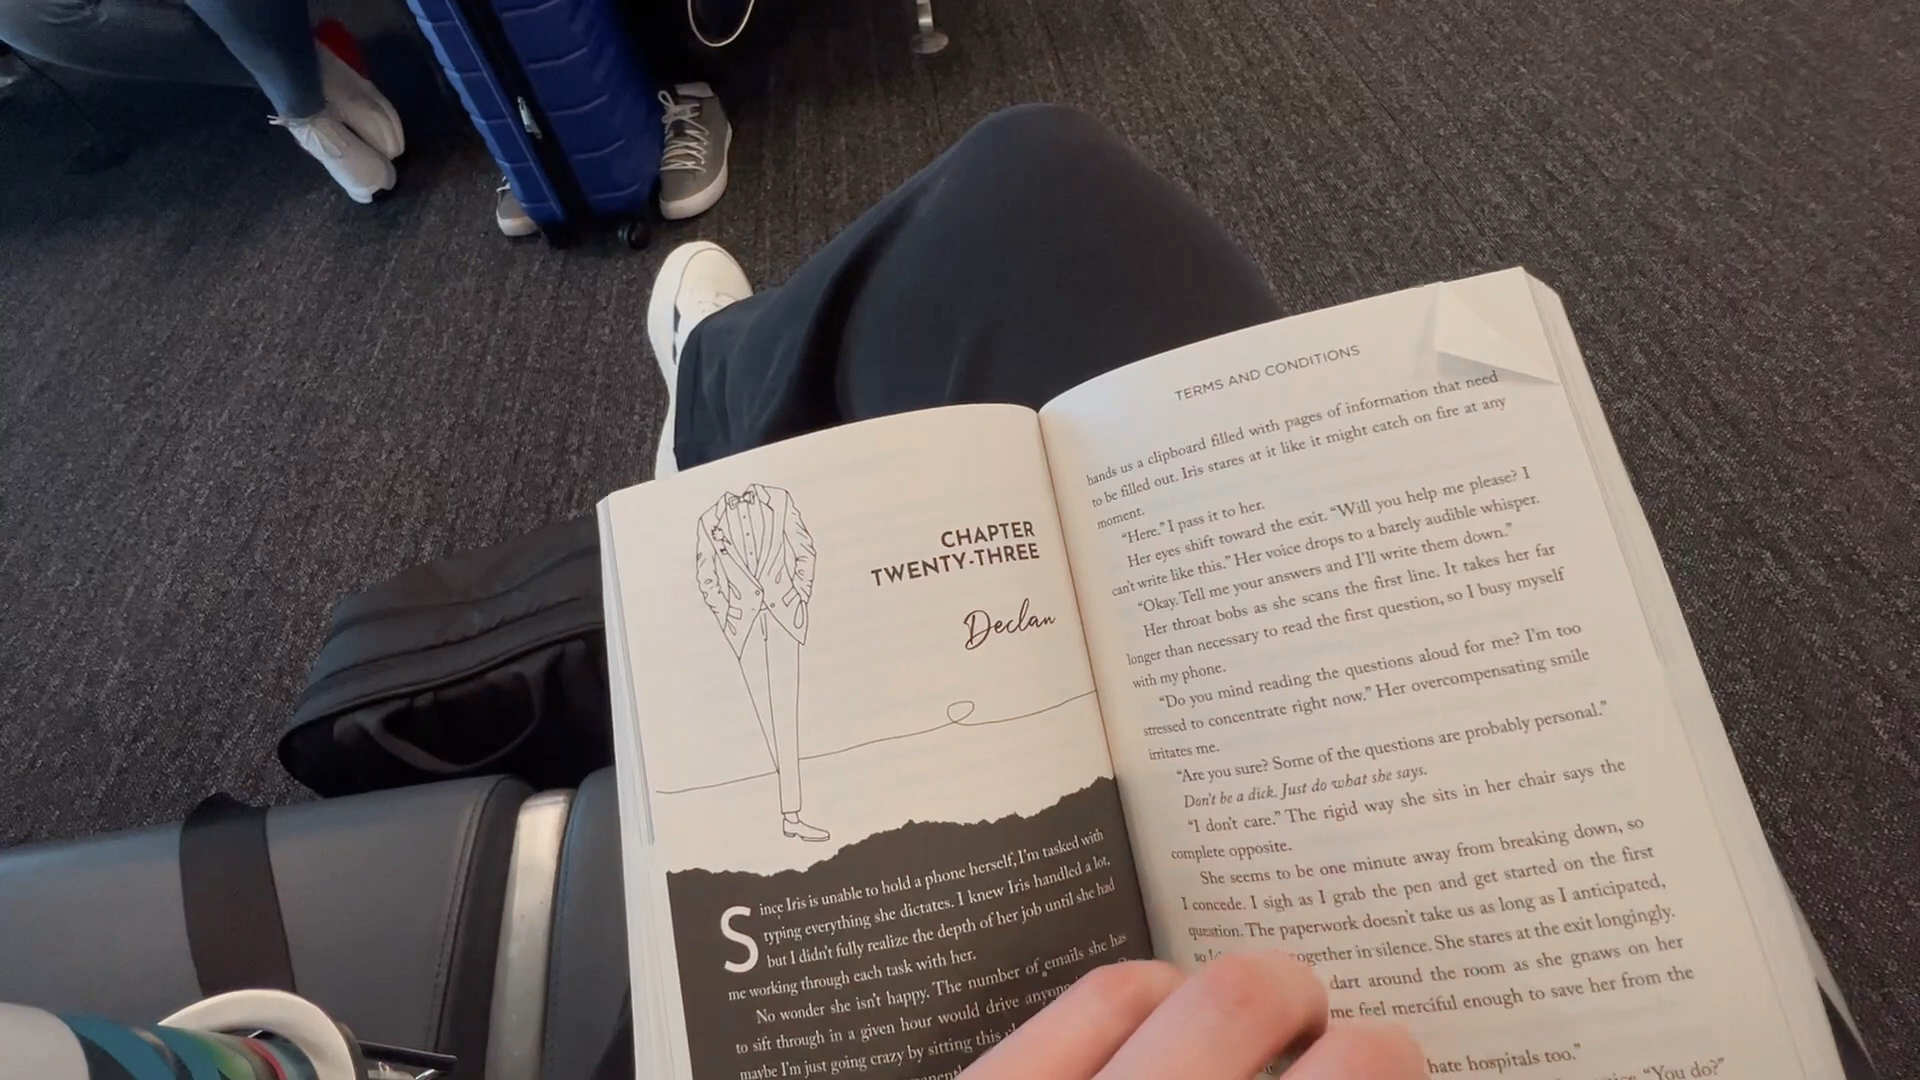 CHAPTER
TWENTY-THREE
Declan
Since Iris is unable to hold a phone herself, I'm tasked with
typing everything she dictates. I knew Iris handled a lot,
but I didn't fully realize the depth of her job until she had
me working through each task with her.
No wonder she isn't happy. The number of emails she has
to sift through in a given hour would drive
maybe I'm just going crazy by sitting this
TERMS AND CONDITIONS
hands us a clipboard filled with pages of information that need
to be filled out. Iris stares at it like it might catch on fire at any
moment.
“Here.” I pass it to her.
Her eyes shift toward the exit. “Will you help me please? I
can't write like this.” Her voice drops to a barely audible whisper.
“Okay. Tell me your answers and I'll write them down.”
Her throat bobs as she scans the first line. It takes her far
longer than necessary to read the first question, so I busy myself
with my phone.
“Do you mind reading the questions aloud for me? I'm too
stressed to concentrate right now.” Her overcompensating smile
irritates me.
“Are you sure? Some of the questions are probably personal.”
Don't be a dick. Just do what she says.
“I don't care.” The rigid way she sits in her chair says the
complete opposite.
She seems to be one minute away from breaking down, so
I concede. I sigh as I grab the pen and get started on the first
question. The paperwork doesn't take us as long as I anticipated,
so together in silence. She stares at the exit longingly.
dart around the room as she gnaws on her
me feel merciful enough to save her from the
hate hospitals too.”
“You do?”